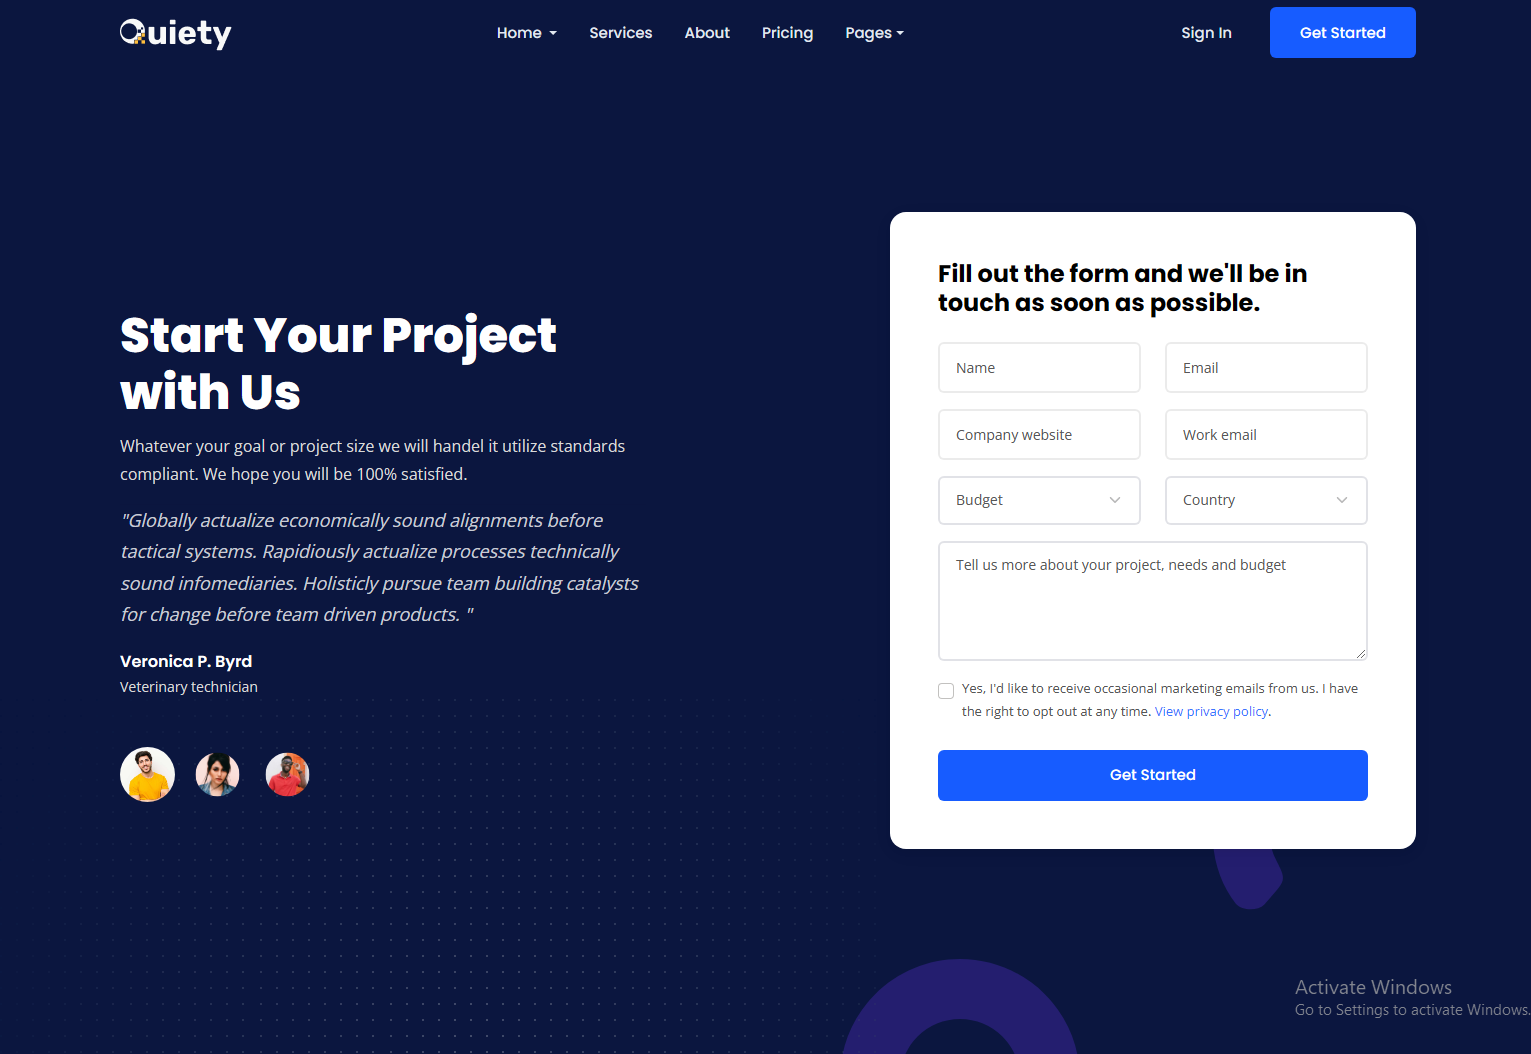 Quiety
Home
Services
About
Pricing
Pages
Sign In
Get Started
Start Your Project
with Us
Whatever your goal or project size we will handel it utilize standards
compliant. We hope you will be 100% satisfied.
"Globally actualize economically sound alignments before
tactical systems. Rapidiously actualize processes technically
sound infomediaries. Holisticly pursue team building catalysts
for change before team driven products. "
Veronica P. Byrd
Veterinary technician
Fill out the form and we'll be in
touch as soon as possible.
Name
Email
Company website
Work email
Budget
Country
Tell us more about your project, needs and budget
Yes, I'd like to receive occasional marketing emails from us. I have
the right to opt out at any time. View privacy policy.
Get Started
Activate Windows
Go to Settings to activate Windows.